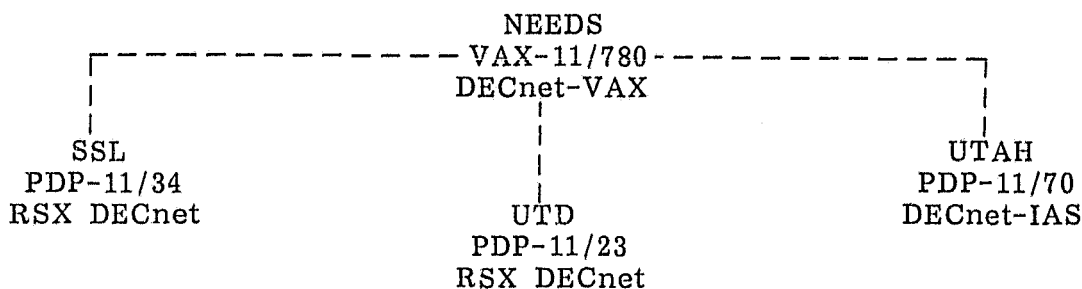 NEEDS
VAX-11/780
DECnet-VAX
SSL
PDP-11/34
RSX DECnet
UTD
PDP-11/23
RSX DECnet
UTAH
PDP-11/70
DECnet-IAS